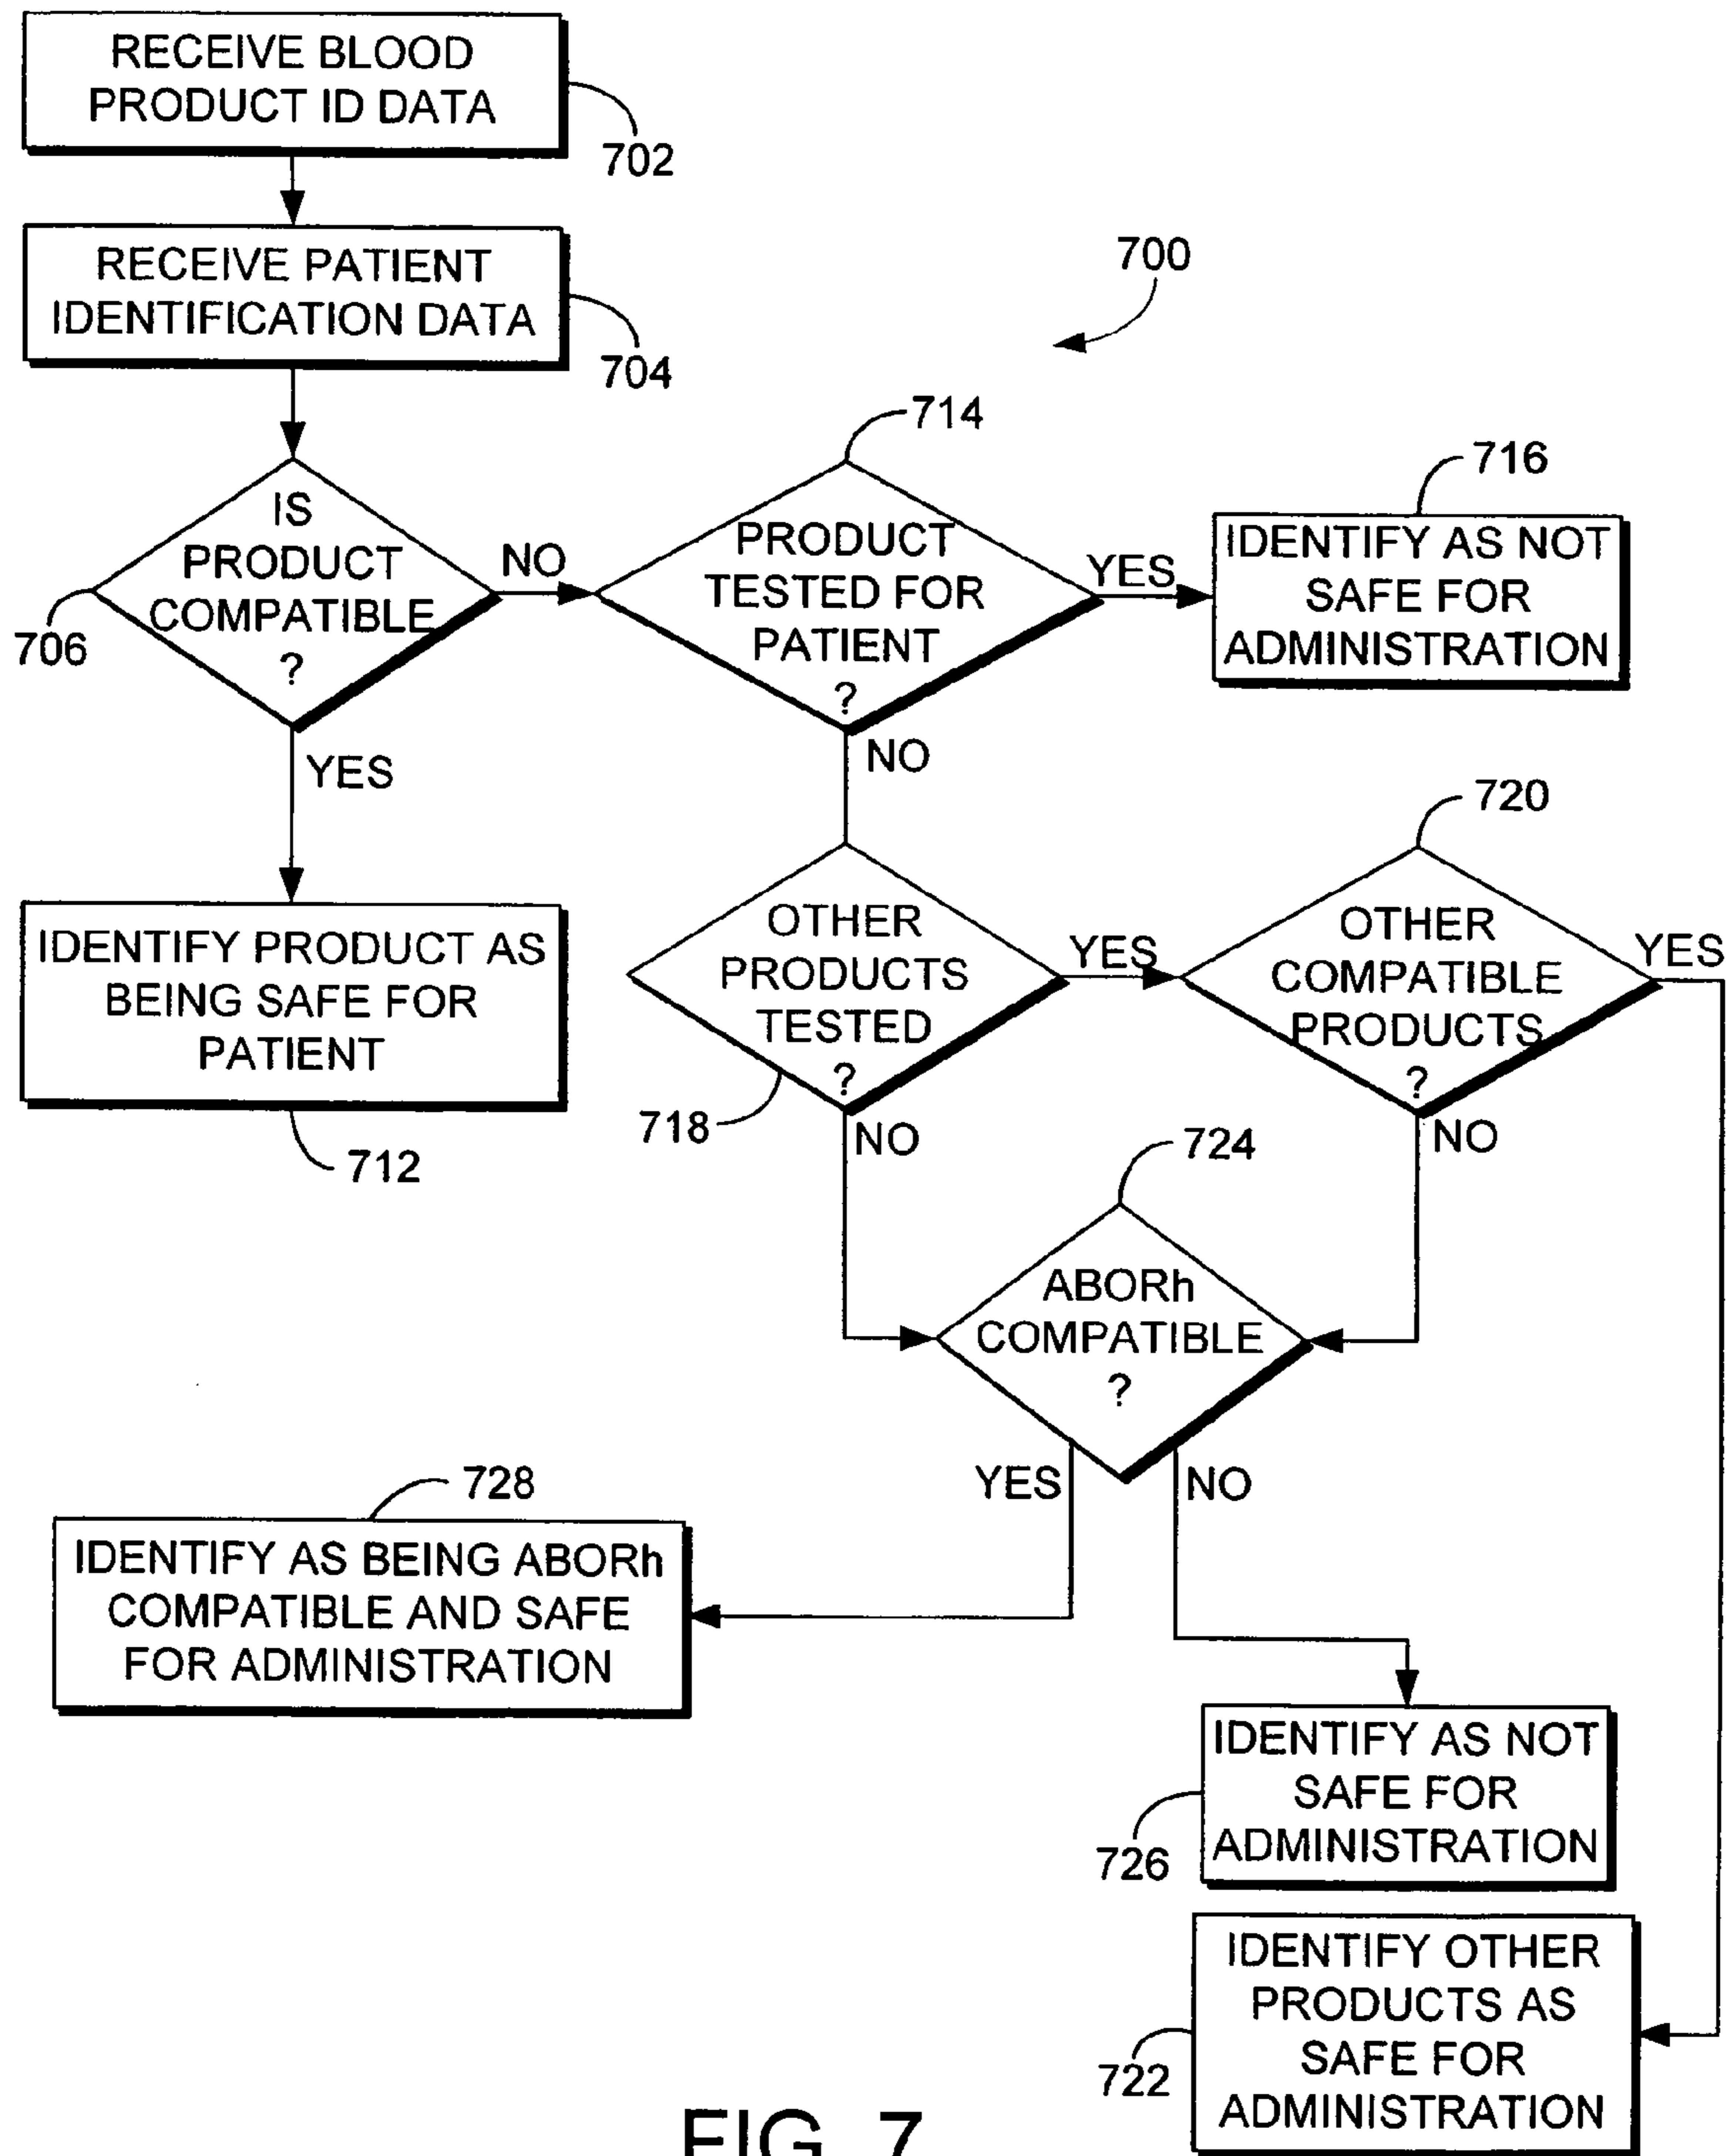 RECEIVE BLOOD
PRODUCT ID DATA
702
RECEIVE PATIENT
IDENTIFICATION DATA
704
700
IS
PRODUCT
COMPATIBLE
?
706
NO
YES
714
PRODUCT
TESTED FOR
PATIENT
?
YES
NO
716
IDENTIFY AS NOT
SAFE FOR
ADMINISTRATION
IDENTIFY PRODUCT AS
BEING SAFE FOR
PATIENT
712
OTHER
PRODUCTS
TESTED
?
718
YES
NO
720
OTHER
COMPATIBLE
PRODUCTS
?
YES
NO
724
ABORh
COMPATIBLE
?
YES
NO
728
IDENTIFY AS BEING ABORh
COMPATIBLE AND SAFE
FOR ADMINISTRATION
IDENTIFY AS NOT
SAFE FOR
ADMINISTRATION
726
IDENTIFY OTHER
PRODUCTS AS
SAFE FOR
ADMINISTRATION
722
FIG. 7